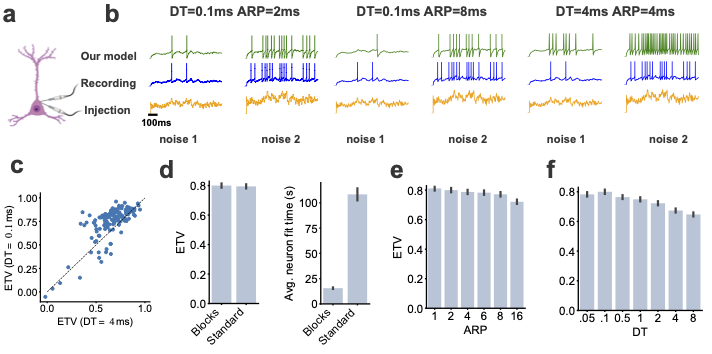 a
b
DT=0.1ms ARP=2ms
DT=0.1ms ARP=8ms
DT=4ms ARP=4ms
Our model
Recording
Injection
100ms
noise 1
noise 2
noise 1
noise 2
noise 1
noise 2
c
ETV (DT = 0.1 ms)
1.00
0.75
0.50
0.25
0.00
0.0
0.5
1.0
ETV (DT = 4 ms)
d
ETV
0.8
0.6
0.4
0.2
0.0
Blocks
Standard
Avg. neuron fit time (s)
100
75
50
25
0
Blocks
Standard
e
ETV
0.8
0.6
0.4
0.2
0.0
1 2 4 6 8 16
ARP
f
0.8
0.6
0.4
0.2
0.0
.05 .1 0.5 1 2 4 8
DT